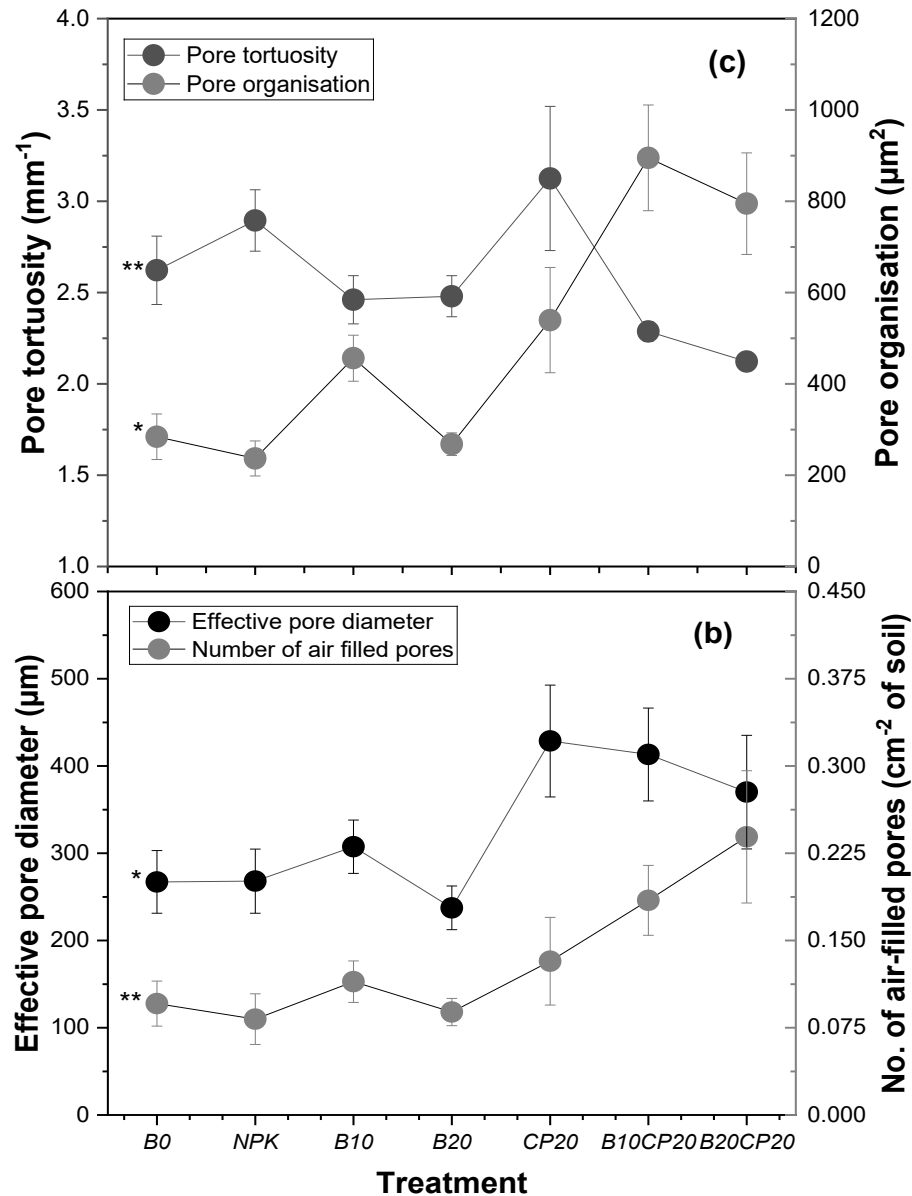 4.0
3.5
3.0
2.5
2.0
1.5
1.0
Pore tortuosity (mm⁻¹)
Pore tortuosity
Pore organisation
(c)
**
*
1200
1000
800
600
400
200
0
Pore organisation (µm²)
600
500
400
300
200
100
0
Effective pore diameter (µm)
Effective pore diameter
Number of air filled pores
(b)
*
**
0.450
0.375
0.300
0.225
0.150
0.075
0.000
No. of air-filled pores (cm⁻² of soil)
B0 NPK B10 B20 CP20 B10CP20 B20CP20
Treatment